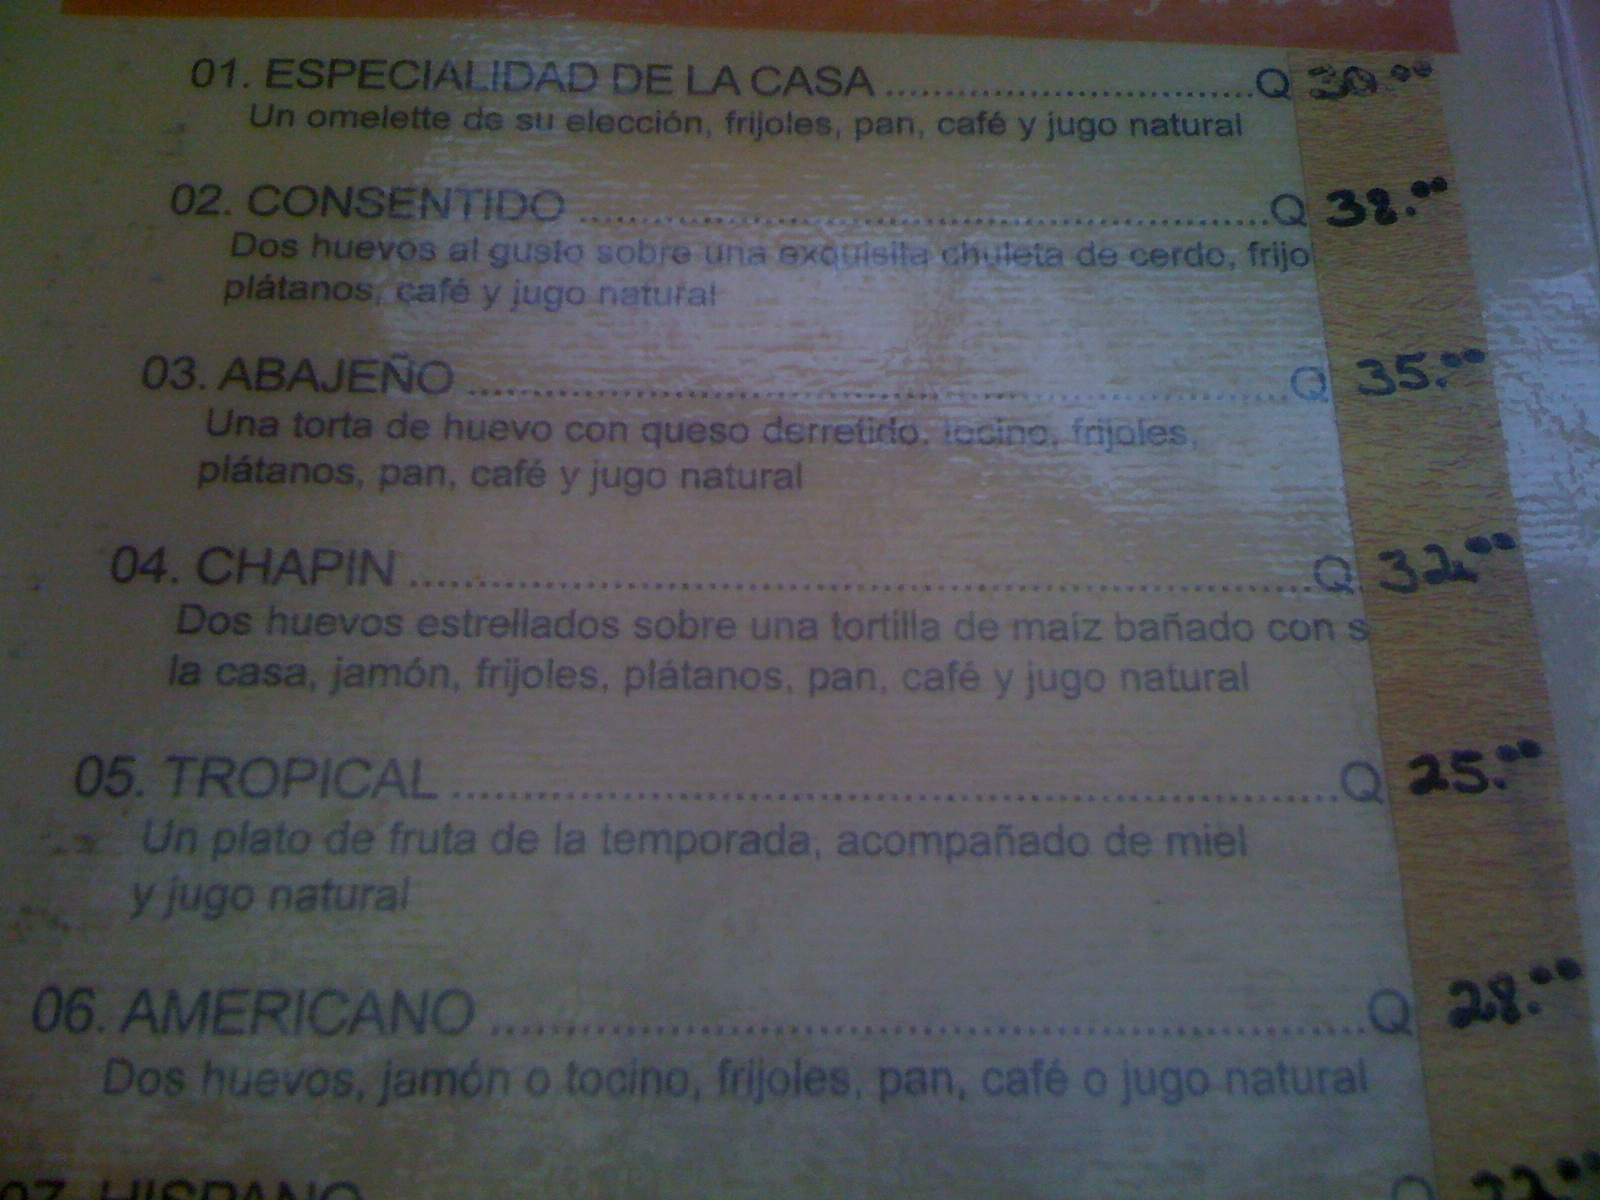 01. ESPECIALIDAD DE LA CASA ........................................ Q 30.00
Un omelette de su elección, frijoles, pan, café y jugo natural
02. CONSENTIDO ........................................ Q 38.00
Dos huevos al gusto sobre una exquisita chuleta de cerdo, frijo
plátanos, café y jugo natural
03. ABAJEÑO ........................................ Q 35.00
Una torta de huevo con queso derretido, tocino, frijoles,
plátanos, pan, café y jugo natural
04. CHAPIN ........................................ Q 32.00
Dos huevos estrellados sobre una tortilla de maíz bañado con s
la casa, jamón, frijoles, plátanos, pan, café y jugo natural
05. TROPICAL ........................................ Q 25.00
Un plato de fruta de la temporada, acompañado de miel
y jugo natural
06. AMERICANO ........................................ Q 28.00
Dos huevos, jamón o tocino, frijoles, pan, café o jugo natural
07. HISPANO